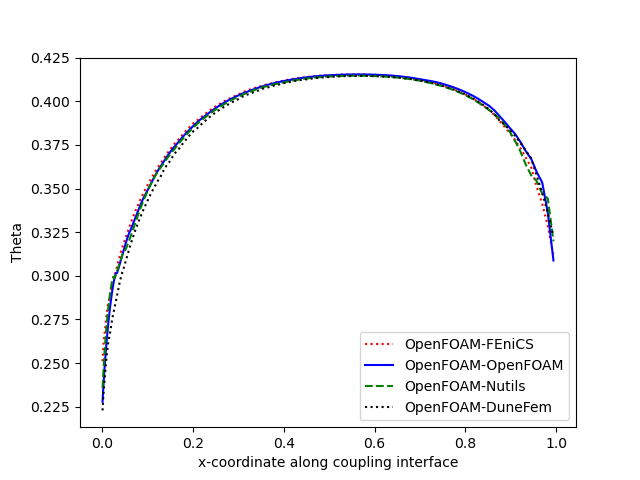 0.425
0.400
0.375
0.350
0.325
0.300
0.275
0.250
0.225
Theta
OpenFOAM-FEniCS
OpenFOAM-OpenFOAM
OpenFOAM-Nutils
OpenFOAM-DuneFem
0.0 0.2 0.4 0.6 0.8 1.0
x-coordinate along coupling interface